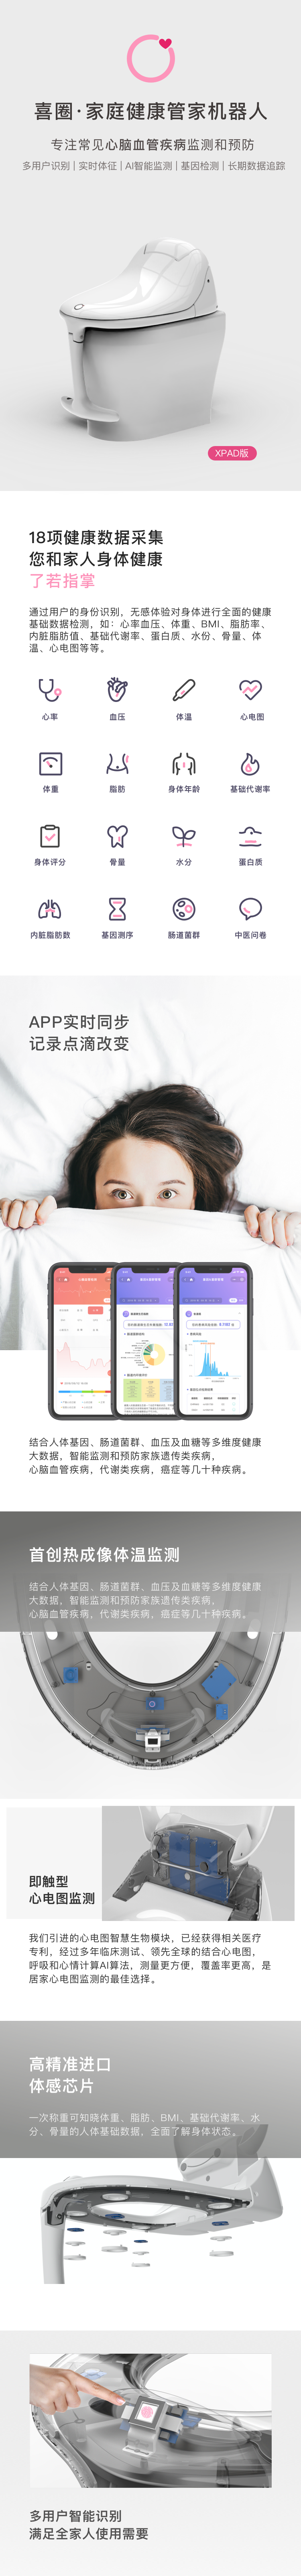 喜圈·家庭健康管家机器人
专注常见心脑血管疾病监测和预防
多用户识别 | 实时体征 | AI智能监测 | 基因检测 | 长期数据追踪
XPAD版
18项健康数据采集
您和家人身体健康
了若指掌
通过用户的身份识别，无感体验对身体进行全面的健康
基础数据检测，如：心率血压、体重、BMI、脂肪率、
内脏脂肪值、基础代谢率、蛋白质、水份、骨量、体
温、心电图等等。
心率
血压
体温
心电图
体重
脂肪
身体年龄
基础代谢率
身体评分
骨量
水分
蛋白质
内脏脂肪数
基因测序
肠道菌群
中医问卷
APP实时同步
记录点滴改变
结合人体基因、肠道菌群、血压及血糖等多维度健康
大数据，智能监测和预防家族遗传类疾病，
心脑血管疾病，代谢类疾病，癌症等几十种疾病。
首创热成像体温监测
结合人体基因、肠道菌群、血压及血糖等多维度健康
大数据，智能监测和预防家族遗传类疾病，
心脑血管疾病，代谢类疾病，癌症等几十种疾病。
即触型
心电图监测
我们引进的心电图智慧生物模块，已经获得相关医疗
专利，经过多年临床测试、领先全球的结合心电图，
呼吸和心情计算AI算法，测量更方便，覆盖率更高，是
居家心电图监测的最佳选择。
高精准进口
体感芯片
一次称重可知晓体重、脂肪、BMI、基础代谢率、水
分、骨量的人体基础数据，全面了解身体状态。
多用户智能识别
满足全家人使用需要